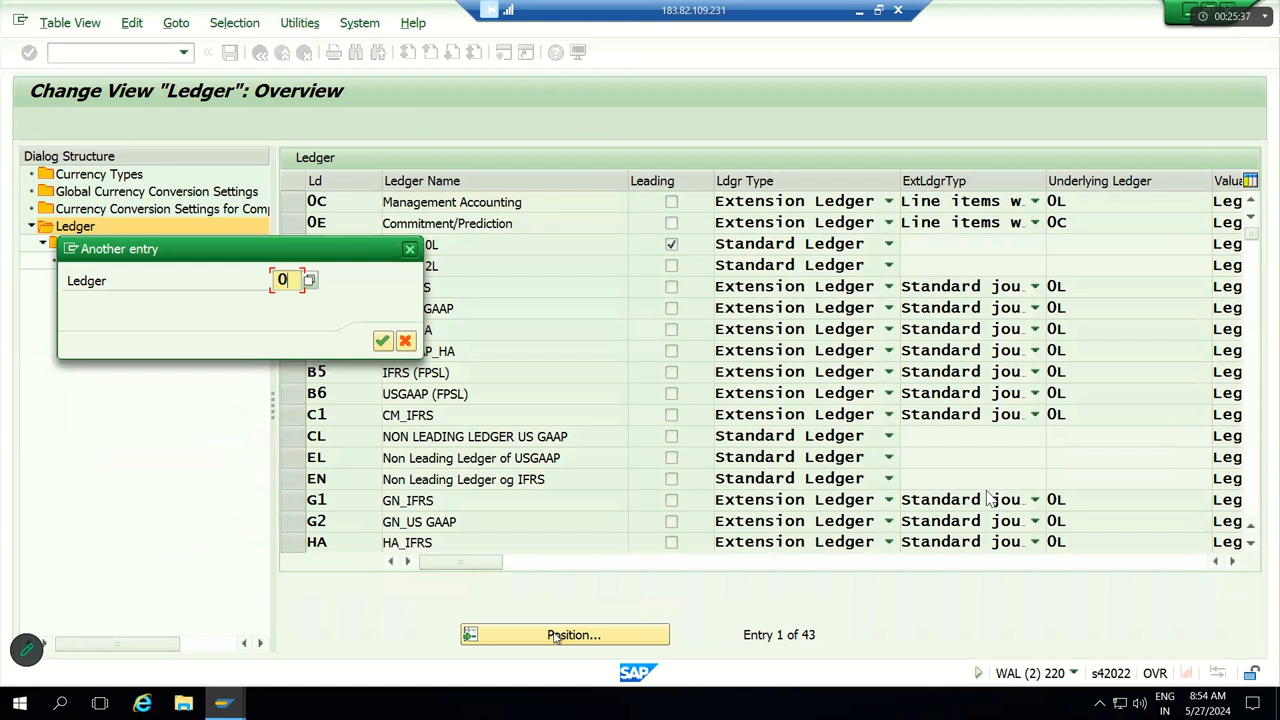 Table View Edit Goto Selection Utilities System Help
183.82.109.231
00:25:37
Change View "Ledger": Overview
Dialog Structure
Currency Types
Global Currency Conversion Settings
Currency Conversion Settings for Comp
Ledger
Another entry
Ledger 0
Ledger
Ld Ledger Name Leading Ldgr Type ExtLdgrTyp Underlying Ledger Valua
0C Management Accounting Extension Ledger Line items w… 0L Leg
0E Commitment/Prediction Extension Ledger Line items w… 0C Leg
0L Standard Ledger Leg
2L Standard Ledger Leg
S Extension Ledger Standard jou… 0L Leg
GAAP Extension Ledger Standard jou… 0L Leg
A Extension Ledger Standard jou… 0L Leg
AP_HA Extension Ledger Standard jou… 0L Leg
B5 IFRS (FPSL) Extension Ledger Standard jou… 0L Leg
B6 USGAAP (FPSL) Extension Ledger Standard jou… 0L Leg
C1 CM_IFRS Extension Ledger Standard jou… 0L Leg
CL NON LEADING LEDGER US GAAP Standard Ledger Leg
EL Non Leading Ledger of USGAAP Standard Ledger Leg
EN Non Leading Ledger og IFRS Standard Ledger Leg
G1 GN_IFRS Extension Ledger Standard jou… 0L Leg
G2 GN_US GAAP Extension Ledger Standard jou… 0L Leg
HA HA_IFRS Extension Ledger Standard jou… 0L Leg
Position... Entry 1 of 43
SAP WAL (2) 220 s42022 OVR
ENG 8:54 AM
IN 5/27/2024